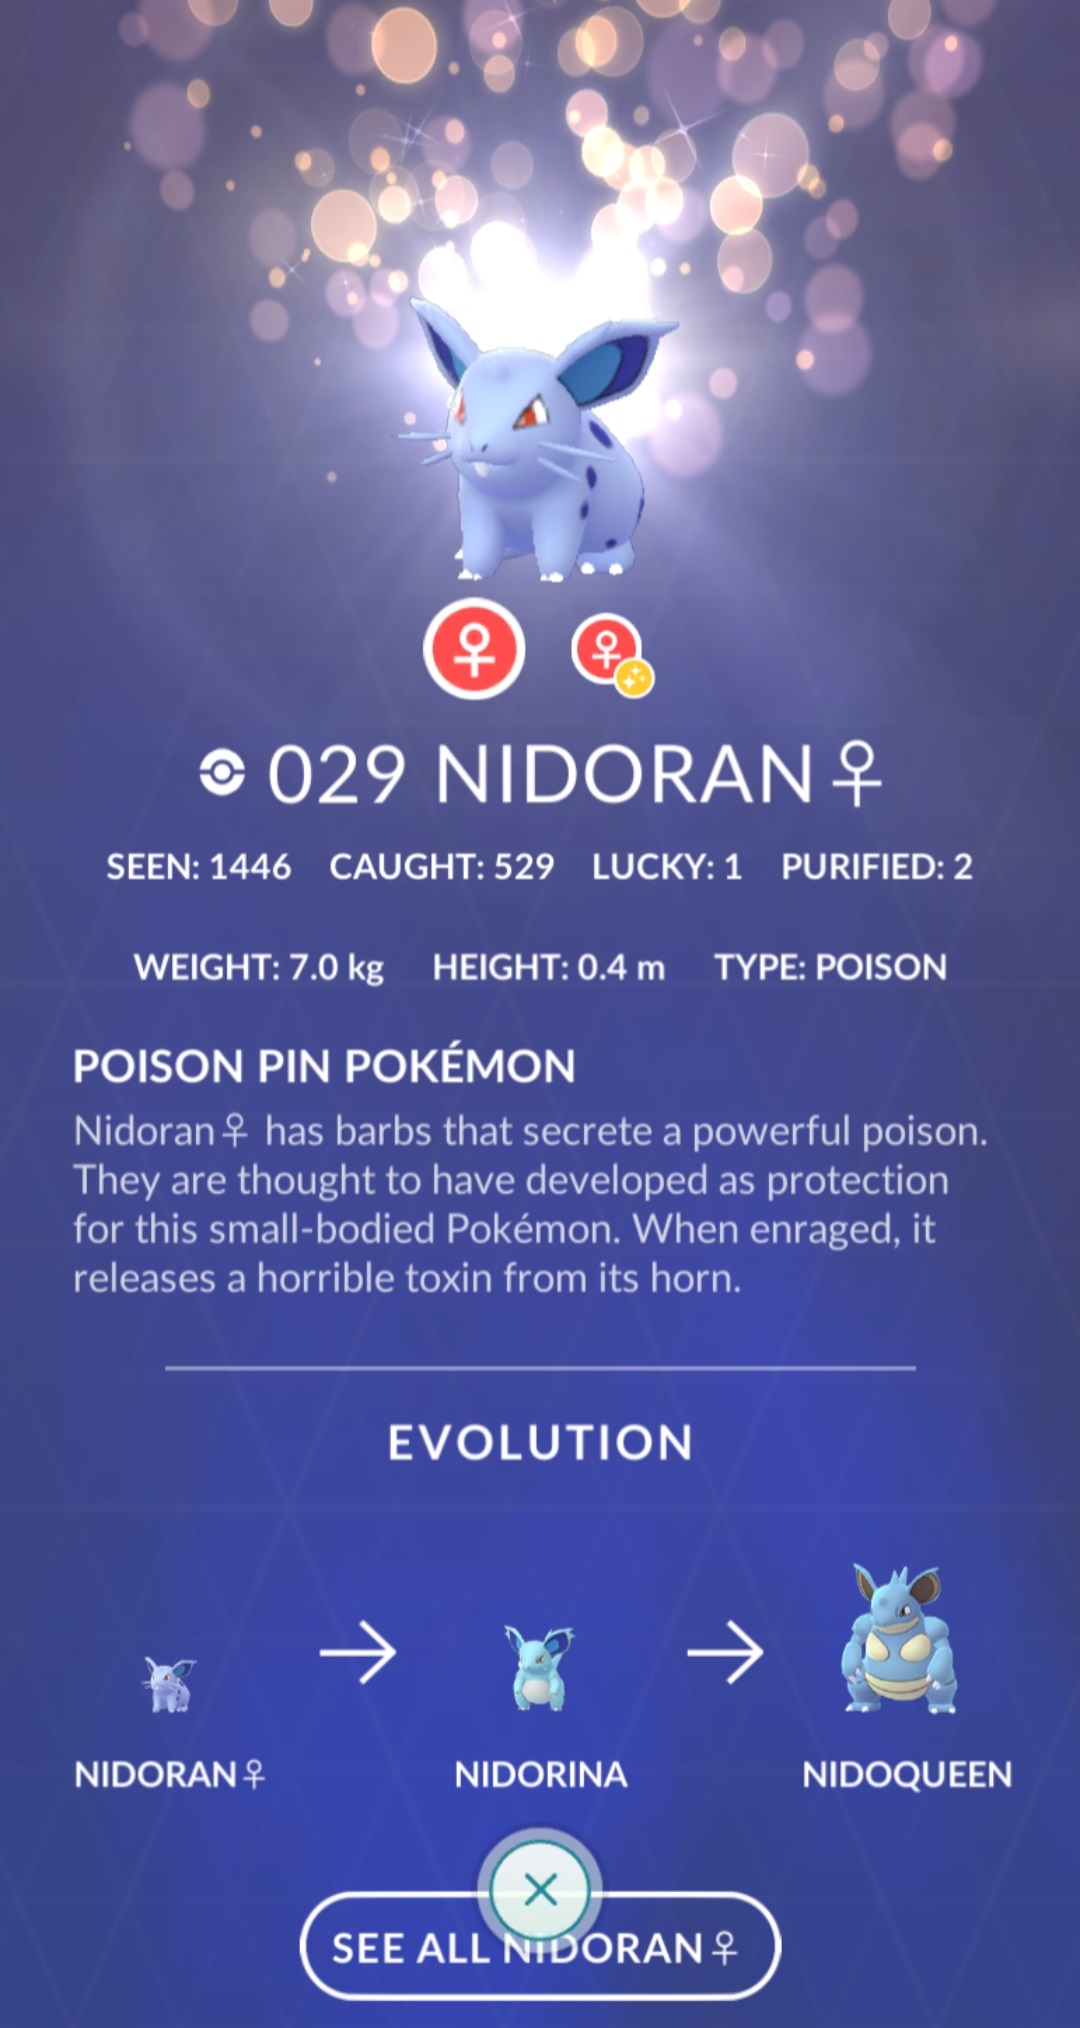 029 NIDORAN♀
SEEN: 1446 CAUGHT: 529 LUCKY: 1 PURIFIED: 2
WEIGHT: 7.0 kg HEIGHT: 0.4 m TYPE: POISON
POISON PIN POKÉMON
Nidoran♀ has barbs that secrete a powerful poison.
They are thought to have developed as protection
for this small-bodied Pokémon. When enraged, it
releases a horrible toxin from its horn.
EVOLUTION
NIDORAN♀ NIDORINA NIDOQUEEN
SEE ALL NIDORAN♀